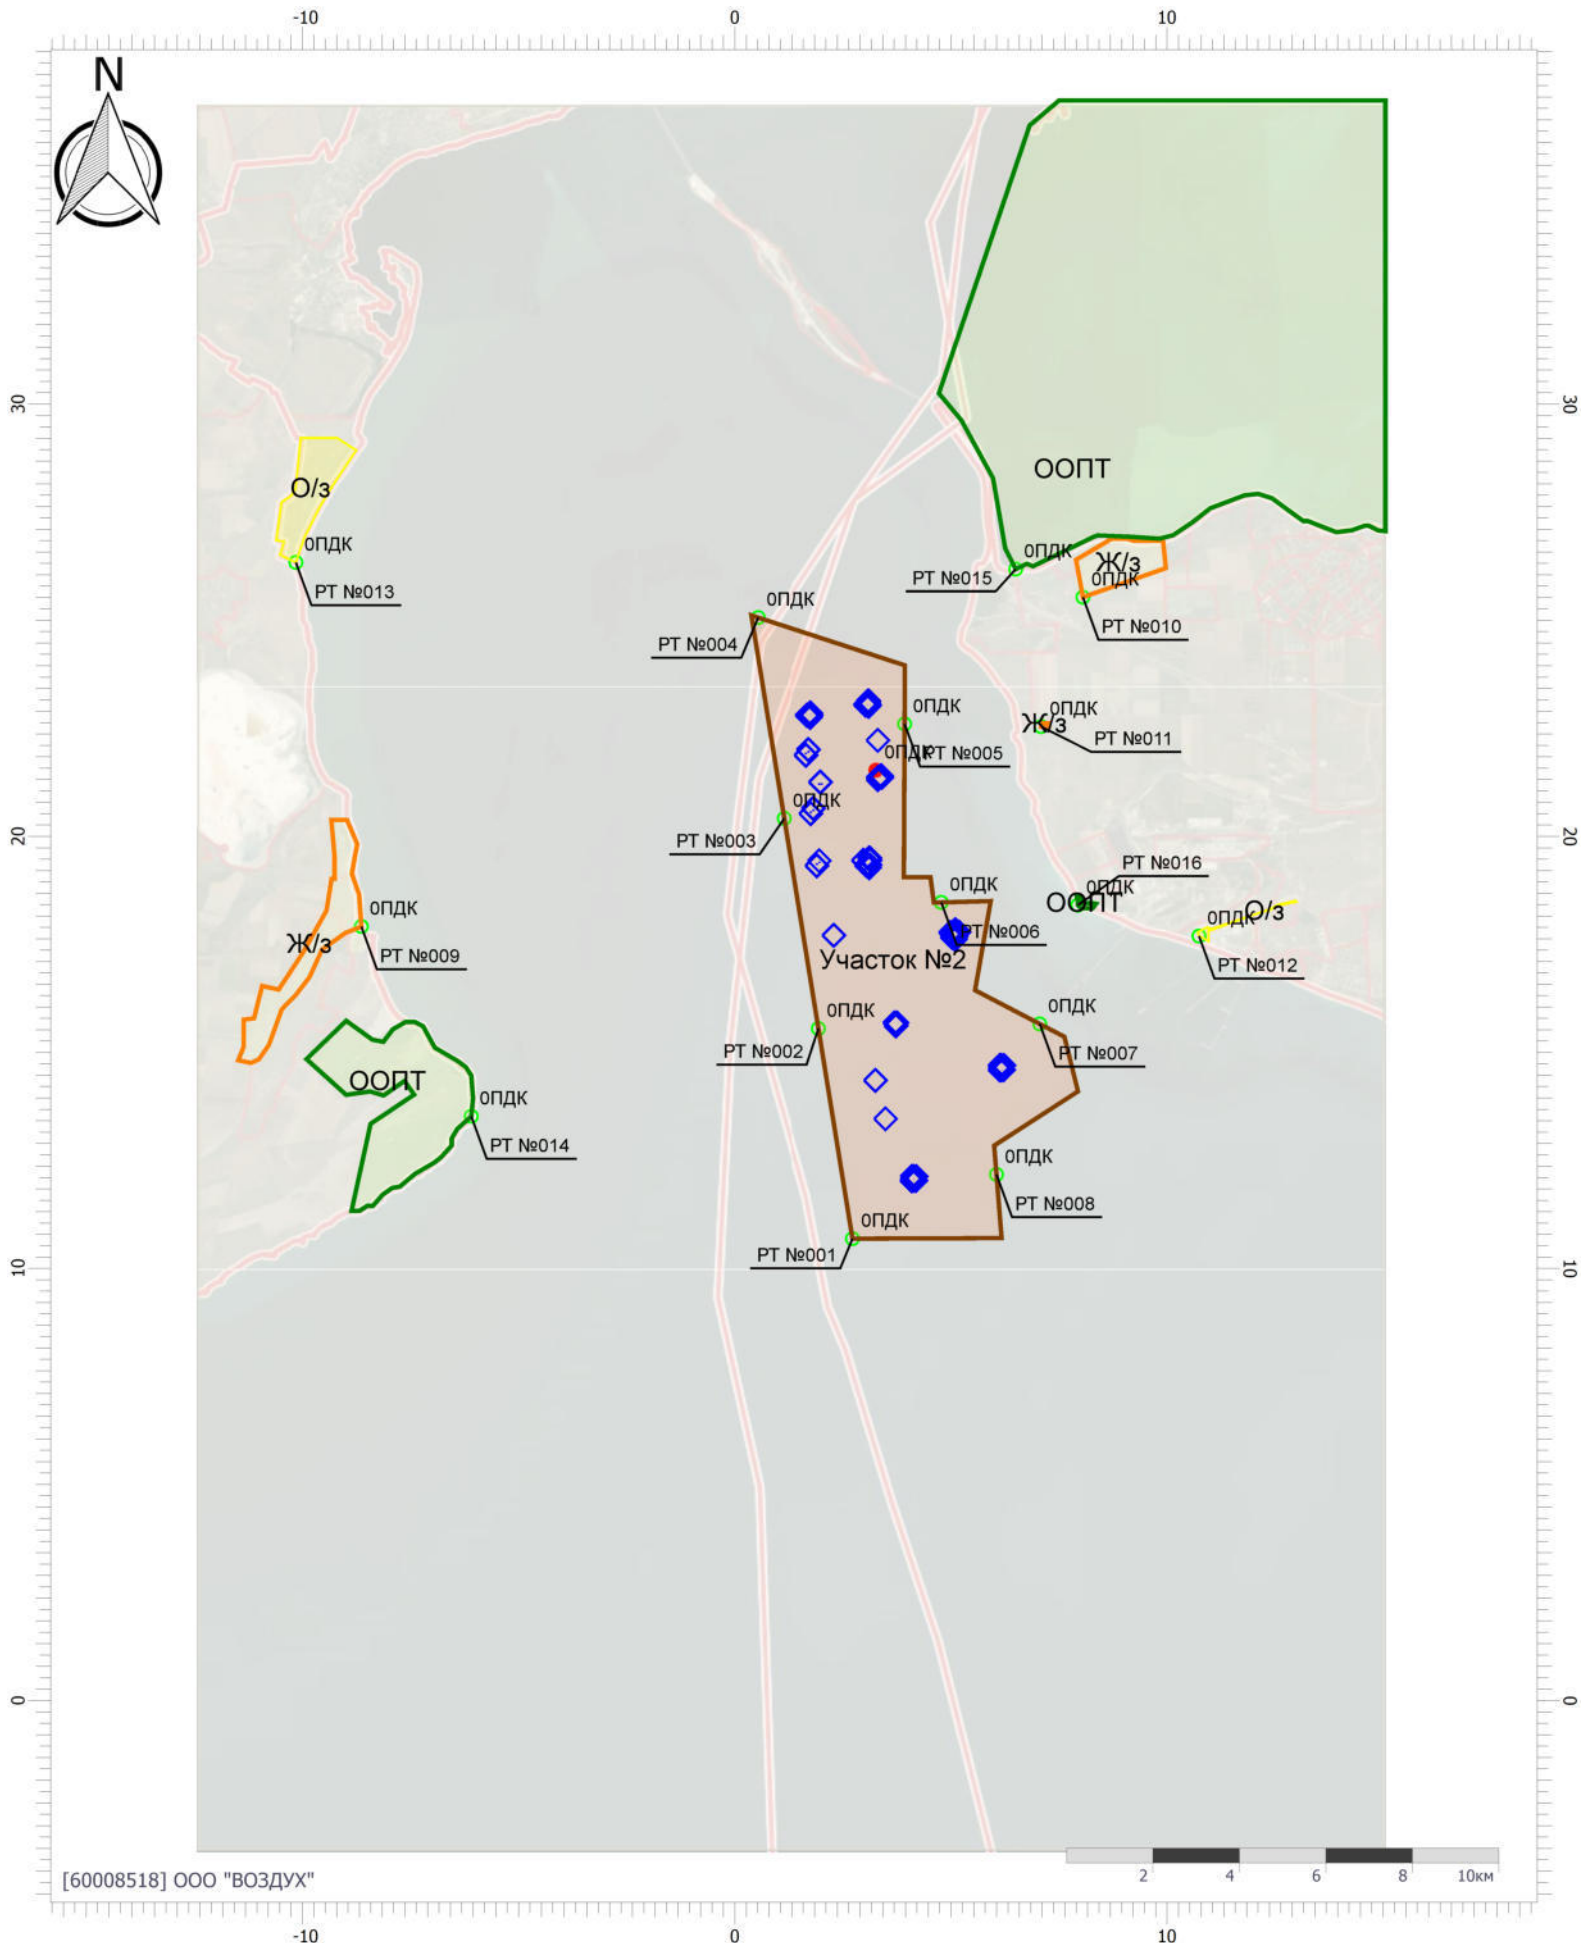 -10 0 10
N
30 30
ООПТ
О/з
0ПДК
РТ №013
0ПДК
РТ №015
Ж/з
0ПДК
РТ №010
0ПДК
РТ №004
0ПДК
РТ №005
0ПДК
Ж/з
0ПДК
РТ №011
0ПДК
РТ №003
20 20
РТ №016
0ПДК
ООПТ
0ПДК
РТ №006
О/з
0ПДК
РТ №012
0ПДК
Ж/з
РТ №009
Участок №2
0ПДК
РТ №002
0ПДК
РТ №007
ООПТ
0ПДК
РТ №014
0ПДК
РТ №008
0ПДК
РТ №001
10 10
0 0
2 4 6 8 10км
[60008518] ООО "ВОЗДУХ"
-10 0 10